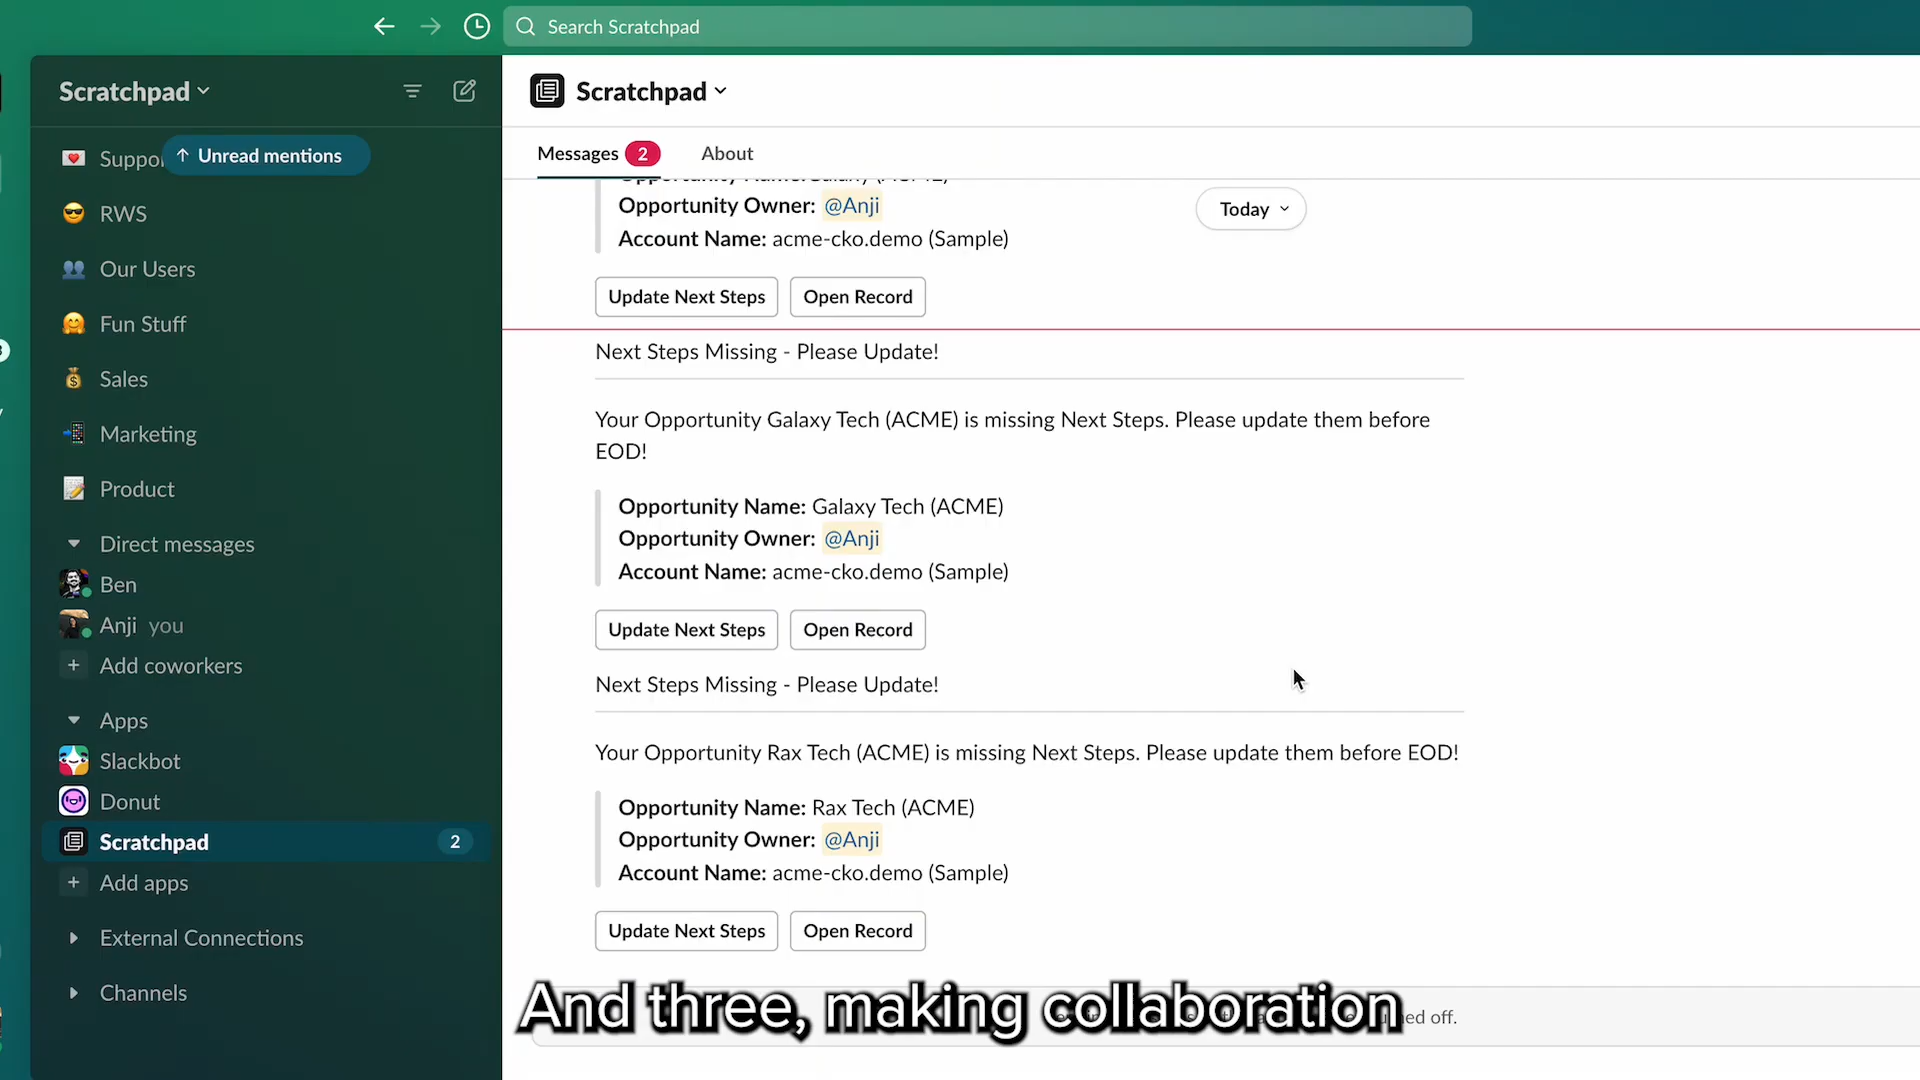 Search Scratchpad
Scratchpad
Unread mentions
RWS
Our Users
Fun Stuff
Sales
Marketing
Product
Direct messages
Ben
Anji you
Add coworkers
Apps
Slackbot
Donut
Scratchpad 2
Add apps
External Connections
Channels
Scratchpad
Messages 2 About
Today
Opportunity Owner: @Anji
Account Name: acme-cko.demo (Sample)
Update Next Steps Open Record
Next Steps Missing - Please Update!
Your Opportunity Galaxy Tech (ACME) is missing Next Steps. Please update them before
EOD!
Opportunity Name: Galaxy Tech (ACME)
Opportunity Owner: @Anji
Account Name: acme-cko.demo (Sample)
Update Next Steps Open Record
Next Steps Missing - Please Update!
Your Opportunity Rax Tech (ACME) is missing Next Steps. Please update them before EOD!
Opportunity Name: Rax Tech (ACME)
Opportunity Owner: @Anji
Account Name: acme-cko.demo (Sample)
Update Next Steps Open Record
And three, making collaboration
off.